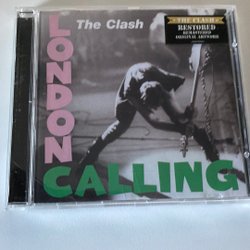 The Clash
THE CLASH
RESTORED
REMASTERED
ORIGINAL ARTWORK
LONDON
CALLING